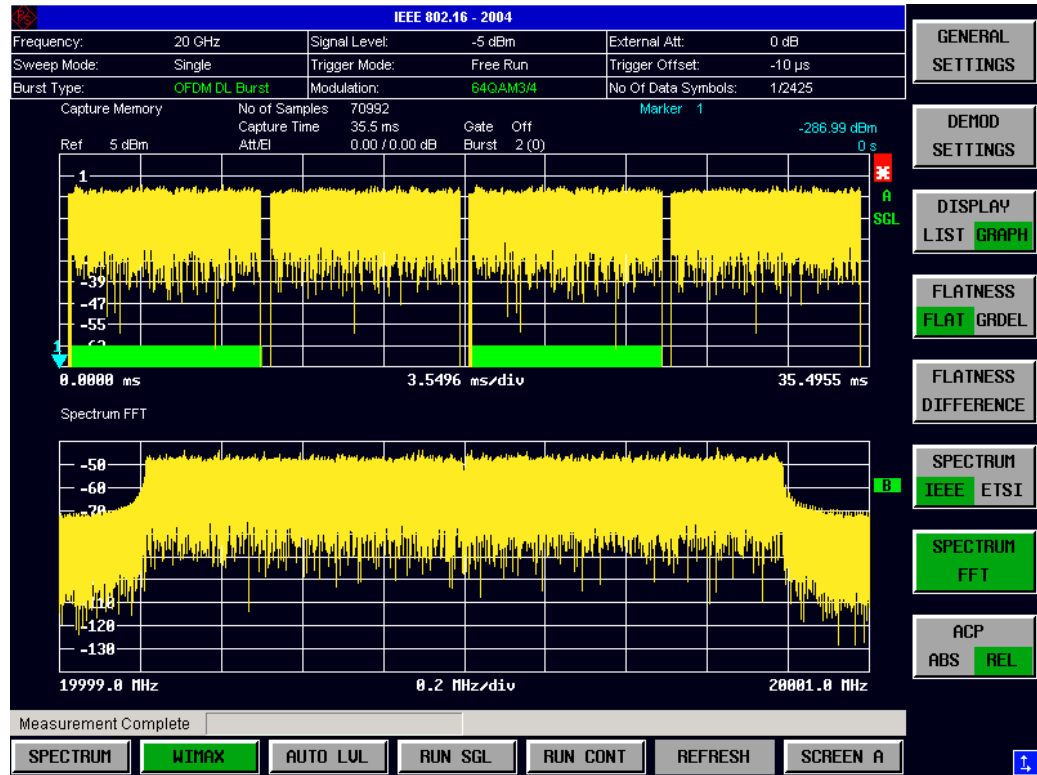 IEEE 802.16 - 2004
Frequency: 20 GHz Signal Level: -5 dBm External Att: 0 dB
Sweep Mode: Single Trigger Mode: Free Run Trigger Offset: -10 µs
Burst Type: OFDM DL Burst Modulation: 64QAM3/4 No Of Data Symbols: 1/2425
Capture Memory No of Samples 70992 Marker 1
Capture Time 35.5 ms Gate Off -286.99 dBm
Ref 5 dBm Att/El 0.00 / 0.00 dB Burst 2 (0) 0 s
1
A
SGL
-39
-47
-55
1
0.0000 ms 3.5496 ms/div 35.4955 ms
Spectrum FFT
-50
-60
B
-70
-110
-120
-130
19999.0 MHz 0.2 MHz/div 20001.0 MHz
Measurement Complete
SPECTRUM WIMAX AUTO LVL RUN SGL RUN CONT REFRESH SCREEN A
GENERAL
SETTINGS
DEMOD
SETTINGS
DISPLAY
LIST GRAPH
FLATNESS
FLAT GRDEL
FLATNESS
DIFFERENCE
SPECTRUM
IEEE ETSI
SPECTRUM
FFT
ACP
ABS REL